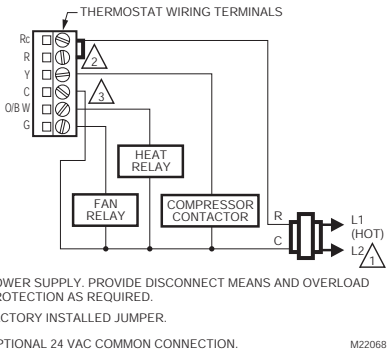 THERMOSTAT WIRING TERMINALS
Rc
R
Y
C
O/B W
G
2
3
HEAT
RELAY
FAN
RELAY
COMPRESSOR
CONTACTOR
R
C
L1
(HOT)
L2
1
OWER SUPPLY. PROVIDE DISCONNECT MEANS AND OVERLOAD
ROTECTION AS REQUIRED.
ACTORY INSTALLED JUMPER.
PTIONAL 24 VAC COMMON CONNECTION.
M22068